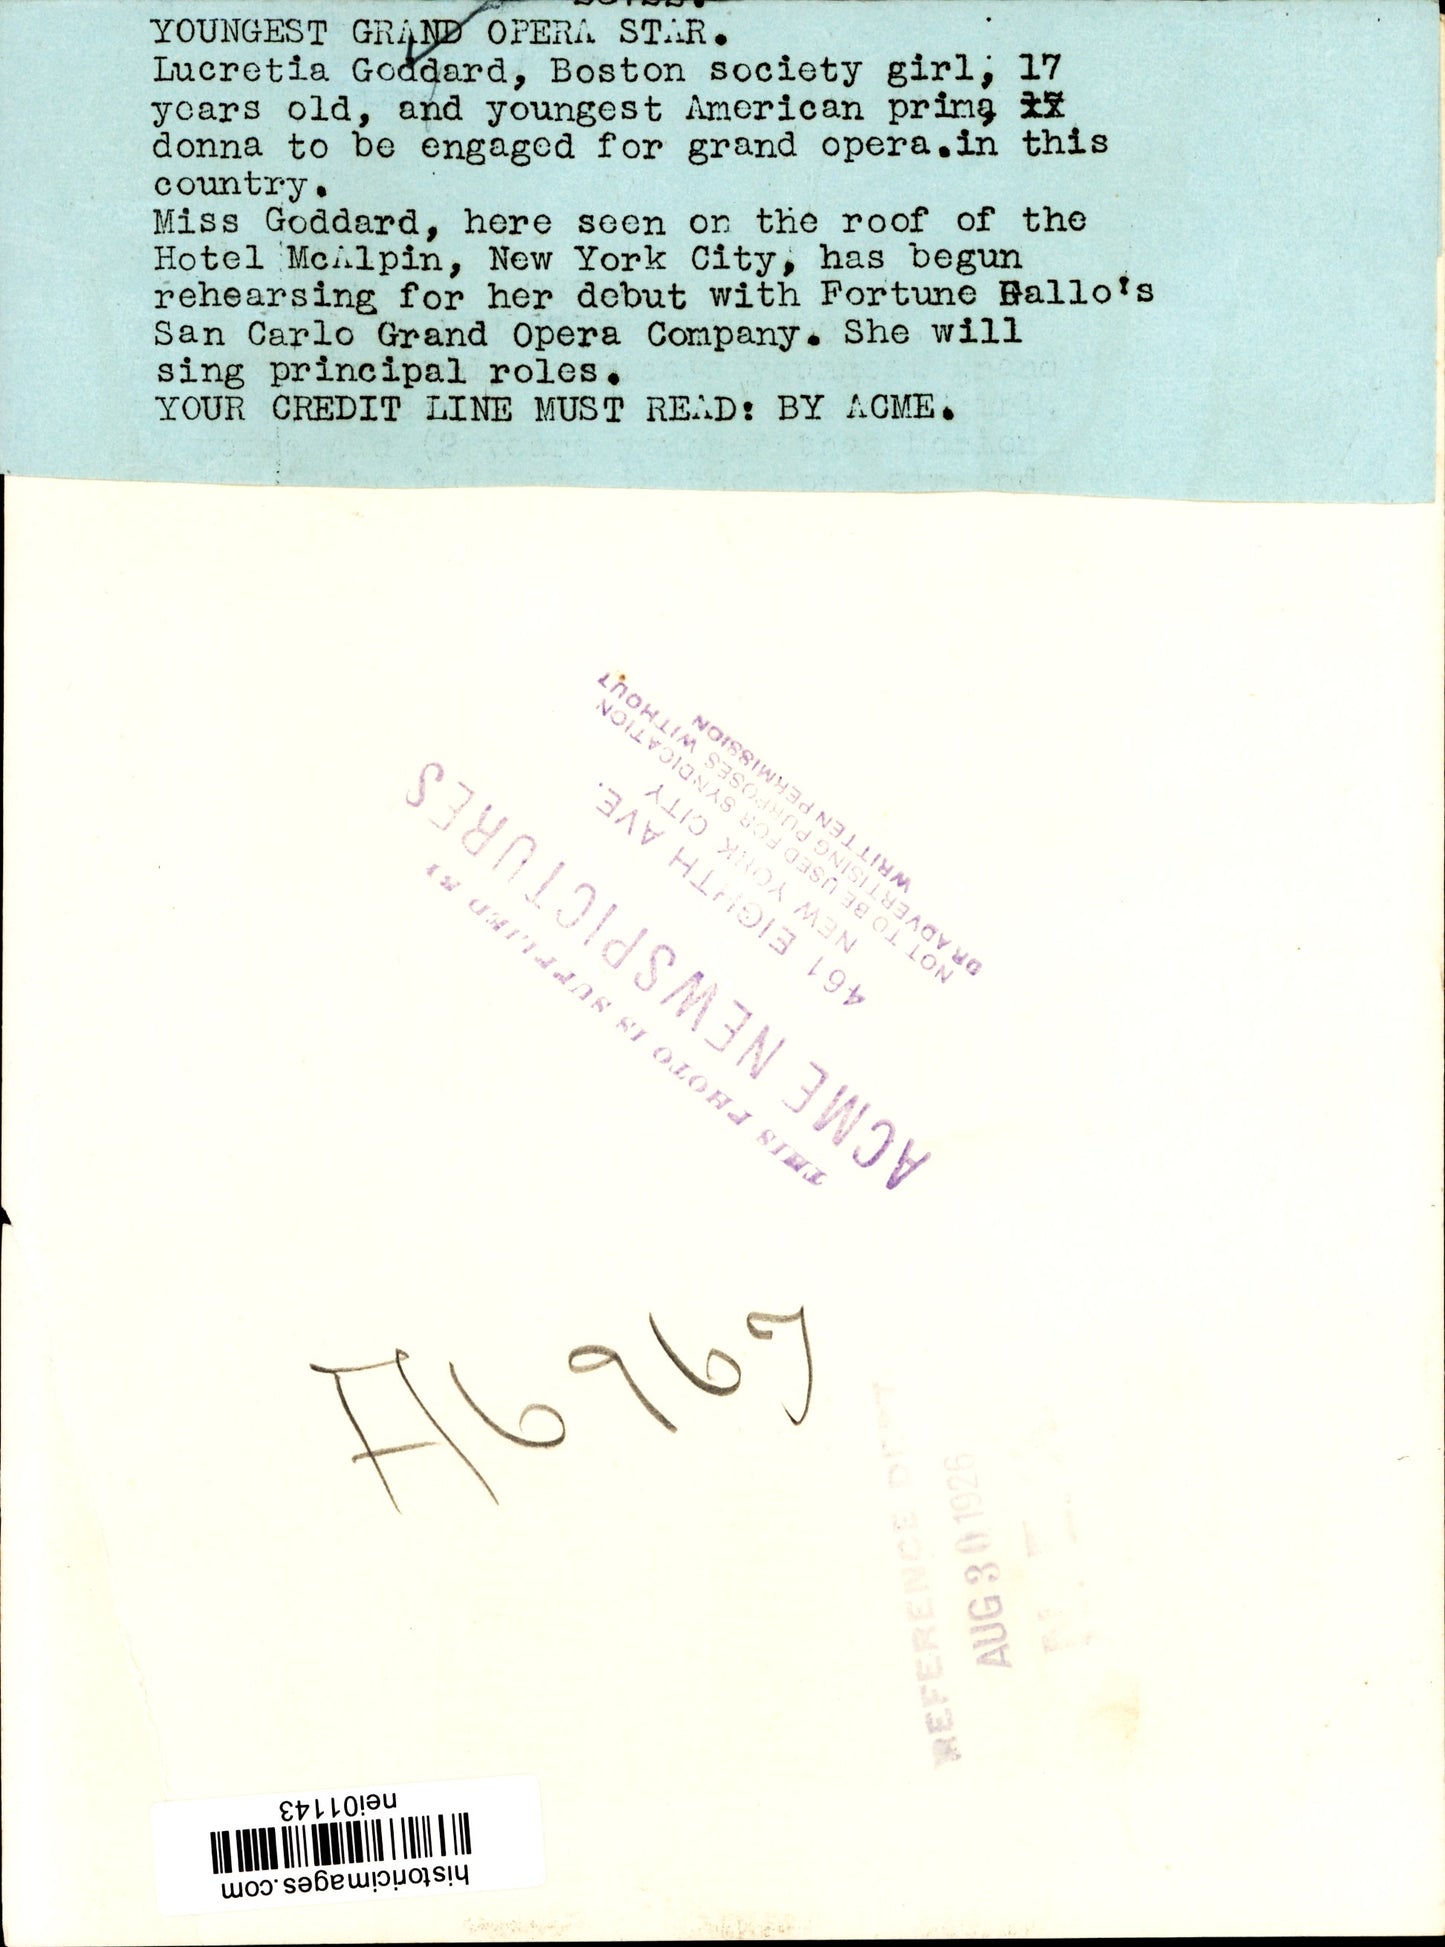 YOUNGEST GRAND OPERA STAR.
Lucretia Goddard, Boston society girl, 17
years old, and youngest American prima
donna to be engaged for grand opera.in this
country.
Miss Goddard, here seen on the roof of the
Hotel McAlpin, New York City, has begun
rehearsing for her debut with Fortune Gallo's
San Carlo Grand Opera Company. She will
sing principal roles.
YOUR CREDIT LINE MUST READ: BY ACME.
THIS PHOTO IS SUPPLIED BY
ACME NEWSPICTURES
461 EIGHTH AVE.
NEW YORK CITY
NOT TO BE USED FOR SYNDICATION
OR ADVERTISING PURPOSES WITHOUT
WRITTEN PERMISSION
REFERENCE
AUG 30 1926
historicimages.com
nei01143